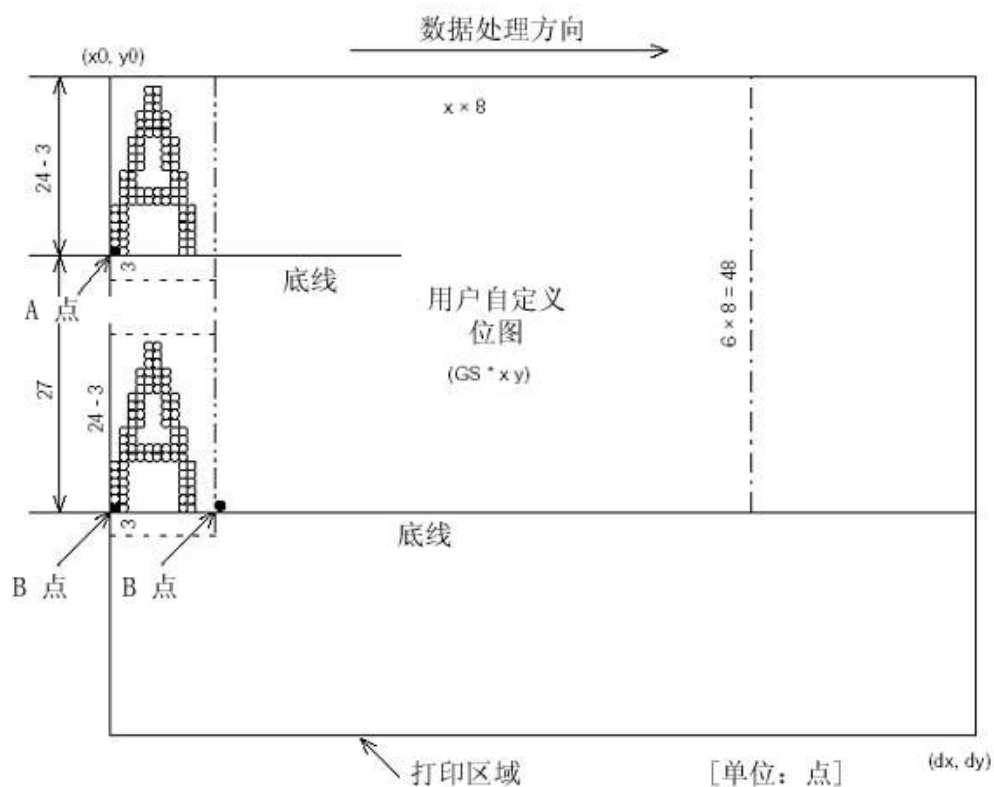 数据处理方向
(x0, y0)
x × 8
24 - 3
3
底线
A 点
用户自定义
位图
(GS * x y)
6 × 8 = 48
27
24 - 3
3
底线
B 点
B 点
打印区域
[单位：点]
(dx, dy)